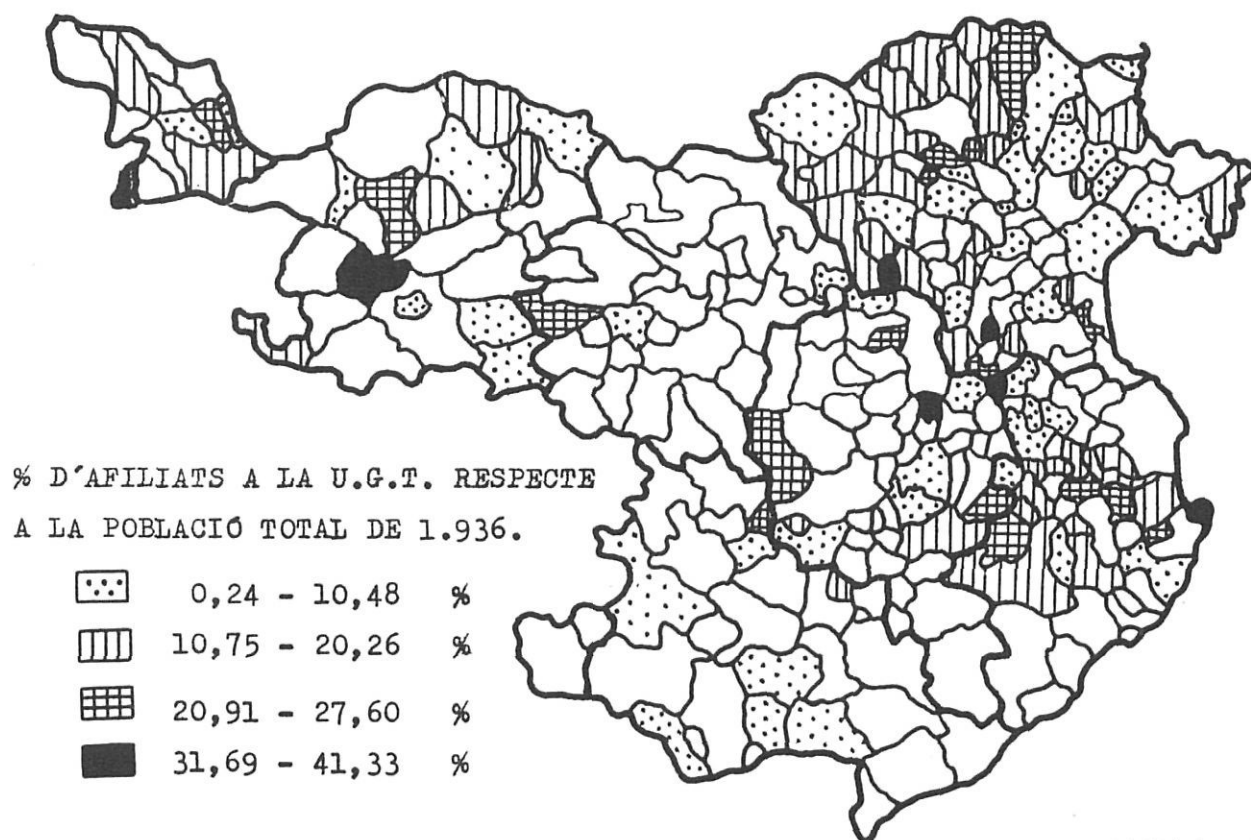 % D'AFILIATS A LA U.G.T. RESPECTE
A LA POBLACIÓ TOTAL DE 1.936.
0,24 - 10,48 %
10,75 - 20,26 %
20,91 - 27,60 %
31,69 - 41,33 %